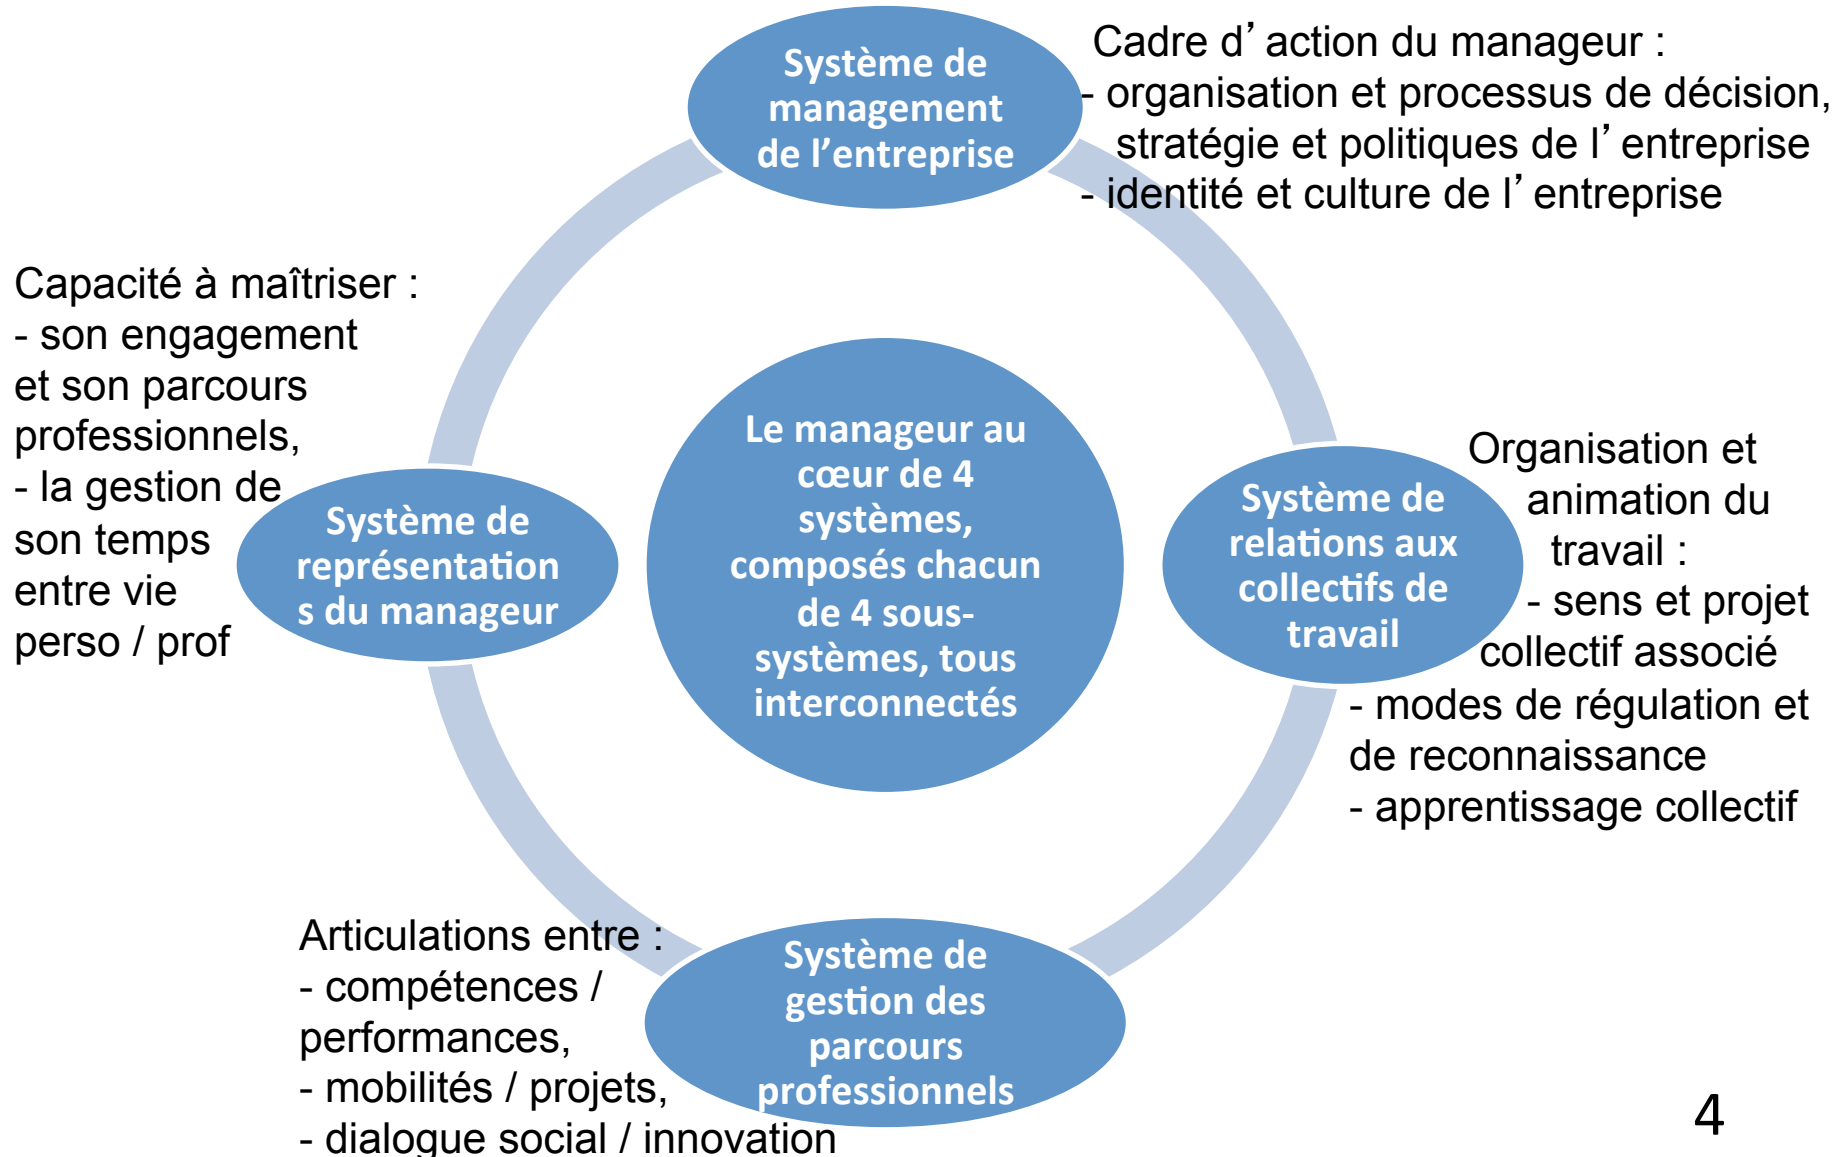 Système de
management
de l’entreprise
Cadre d’action du manageur :
- organisation et processus de décision,
stratégie et politiques de l’entreprise
- identité et culture de l’entreprise
Capacité à maîtriser :
- son engagement
et son parcours
professionnels,
- la gestion de
son temps
entre vie
perso / prof
Système de
représentation
s du manageur
Le manageur au
cœur de 4
systèmes,
composés chacun
de 4 sous-
systèmes, tous
interconnectés
Système de
relations aux
collectifs de
travail
Organisation et
animation du
travail :
- sens et projet
collectif associé
- modes de régulation et
de reconnaissance
- apprentissage collectif
Articulations entre :
- compétences /
performances,
- mobilités / projets,
- dialogue social / innovation
Système de
gestion des
parcours
professionnels
4